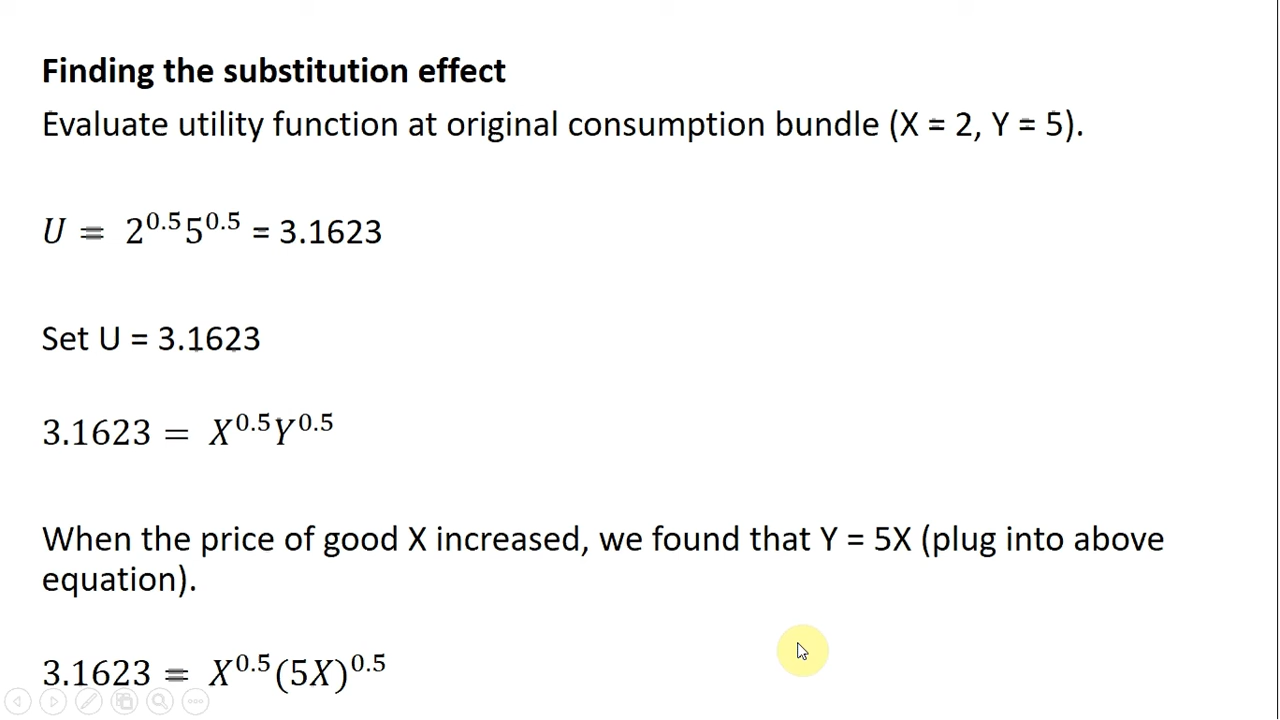 Finding the substitution effect
Evaluate utility function at original consumption bundle (X = 2, Y = 5).
U = 2^0.5 5^0.5 = 3.1623
Set U = 3.1623
3.1623 = X^0.5 Y^0.5
When the price of good X increased, we found that Y = 5X (plug into above
equation).
3.1623 = X^0.5 (5X)^0.5